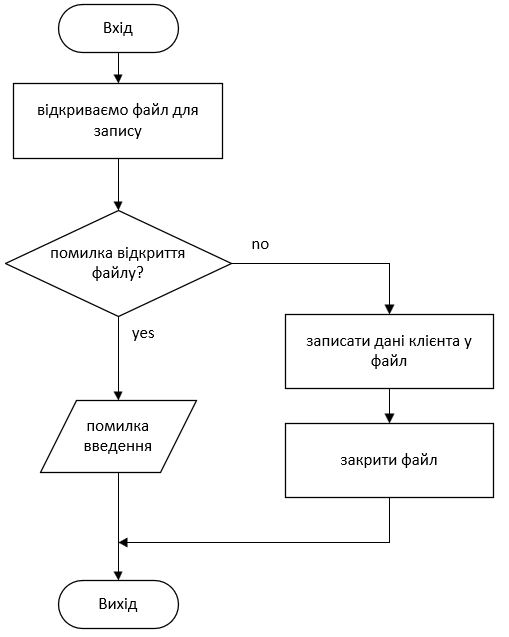 Вхід
відкриваємо файл для
запису
помилка відкриття
файлу?
no
yes
записати дані клієнта у
файл
помилка
введення
закрити файл
Вихід